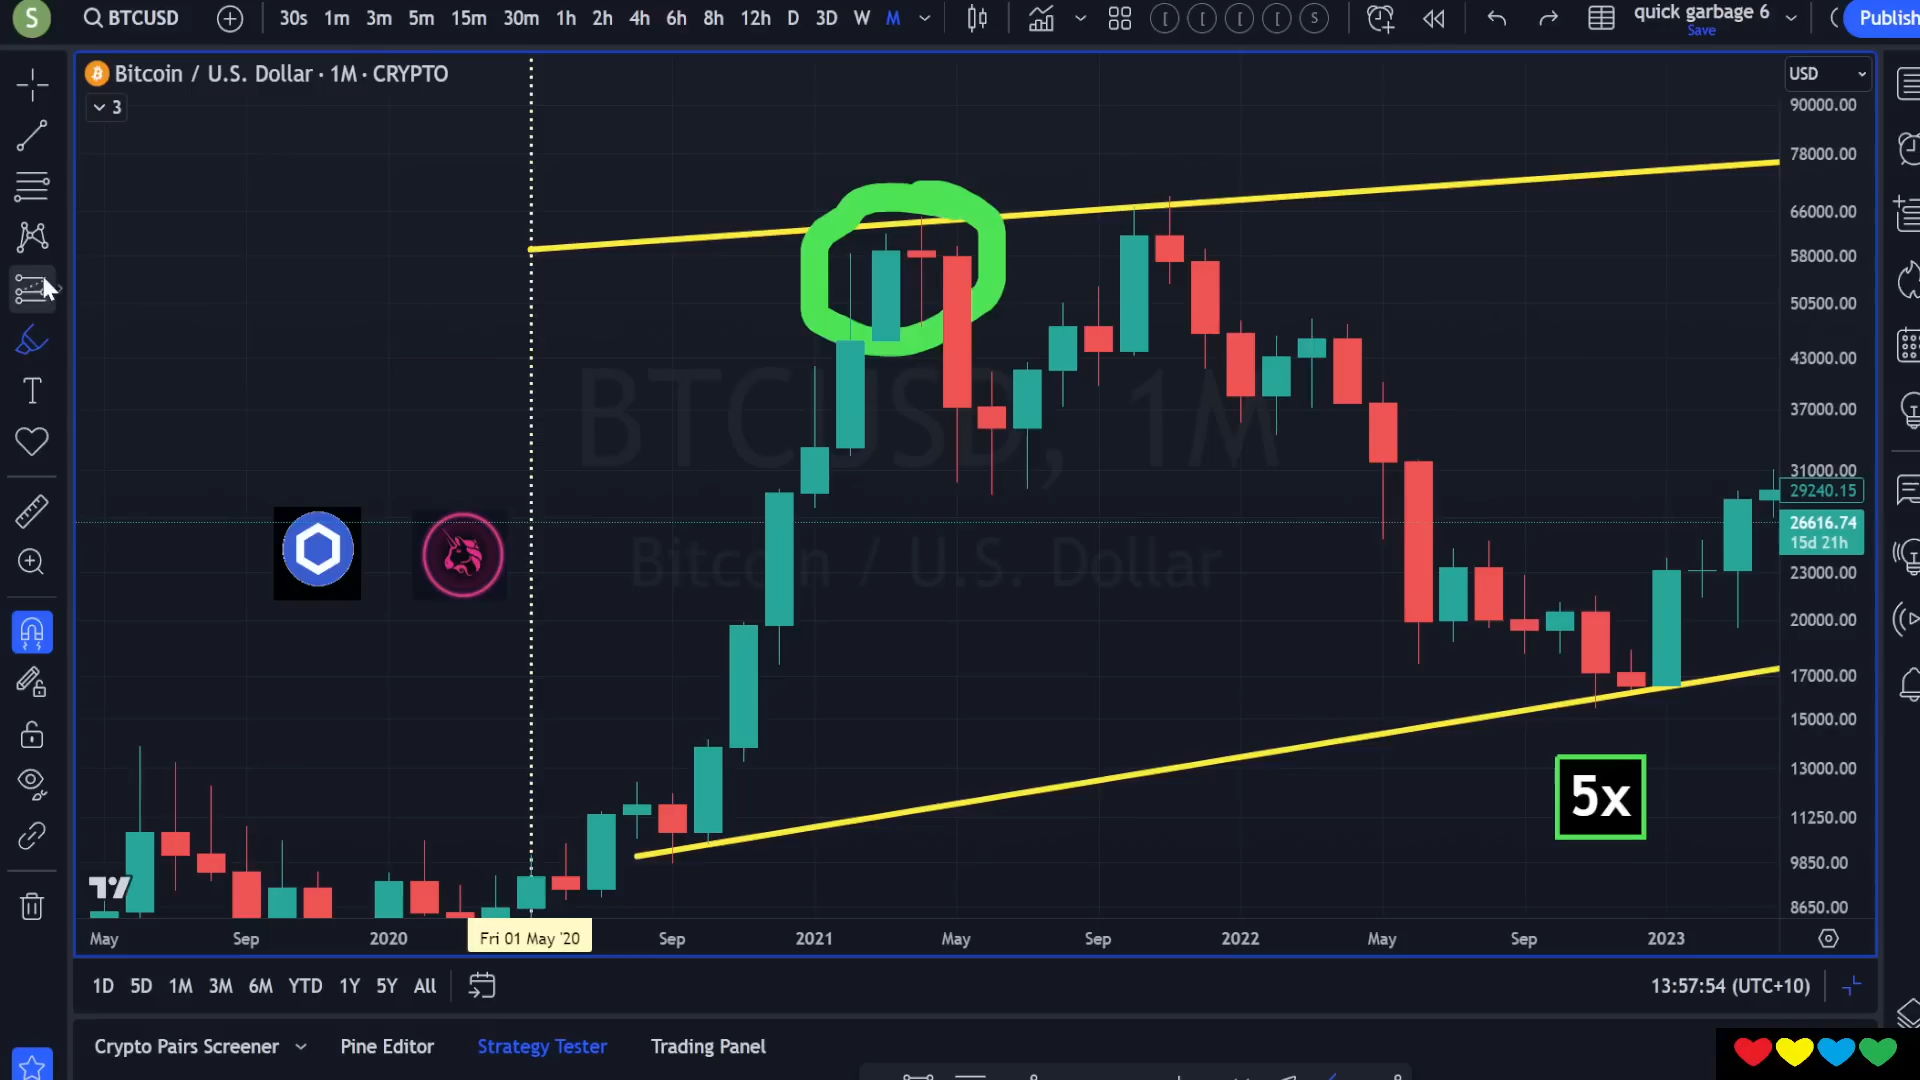 S
BTCUSD
30s 1m 3m 5m 15m 30m 1h 2h 4h 6h 8h 12h D 3D W M
S
quick garbage 6
Save
Publish
Bitcoin / U.S. Dollar · 1M · CRYPTO
3
USD
90000.00
78000.00
66000.00
58000.00
50500.00
43000.00
37000.00
31000.00
29240.15
26616.74
15d 21h
23000.00
20000.00
17000.00
15000.00
13000.00
11250.00
9850.00
8650.00
BTCUSD, 1M
Bitcoin / U.S. Dollar
5x
May Sep 2020 Fri 01 May '20 Sep 2021 May Sep 2022 May Sep 2023
1D 5D 1M 3M 6M YTD 1Y 5Y All
13:57:54 (UTC+10)
Crypto Pairs Screener Pine Editor Strategy Tester Trading Panel